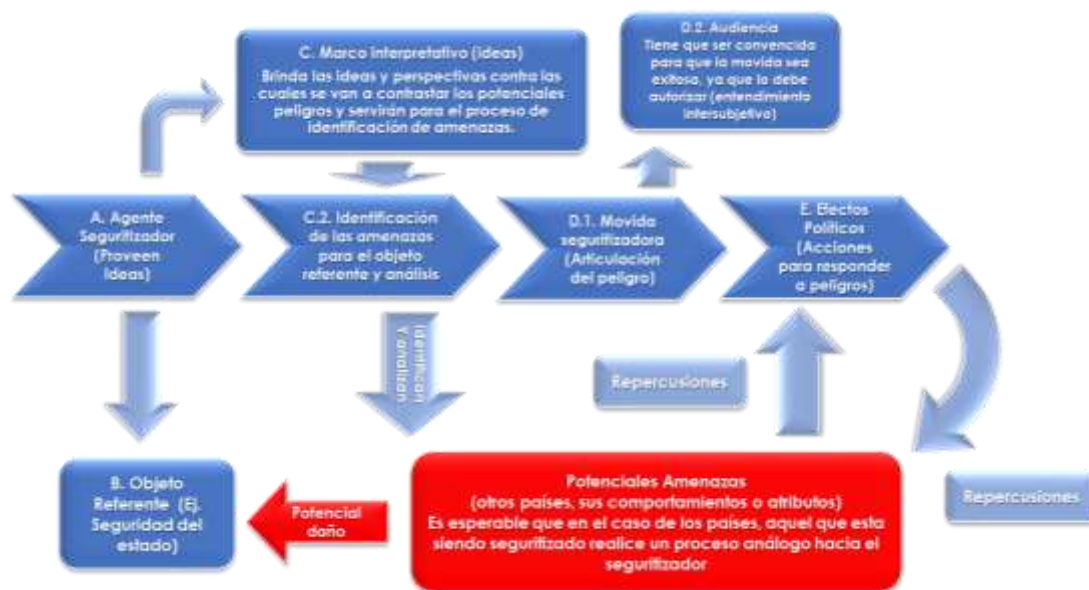 C. Marco Interpretativo (ideas)
Brinda las ideas y perspectivas contra las
cuales se van a contrastar los potenciales
peligros y servirán para el proceso de
identificación de amenazas.
D.2. Audiencia
Tiene que ser convencida
para que la movida sea
exitosa, ya que la debe
autorizar (entendimiento
intersubjetivo)
A. Agente
Seguritizador
(Proveen
Ideas)
C.2. Identificación
de las amenazas
para el objeto
referente y análisis
D.1. Movida
seguritizadora
(Articulación
del peligro)
E. Efectos
Políticos
(Acciones
para responder
a peligros)
Identifican
y analizan
Repercusiones
B. Objeto
Referente (Ej.
Seguridad del
estado)
Potencial
daño
Potenciales Amenazas
(otros países, sus comportamientos o atributos)
Es esperable que en el caso de los países, aquel que esta
siendo seguritizado realice un proceso análogo hacia el
seguritizador
Repercusiones